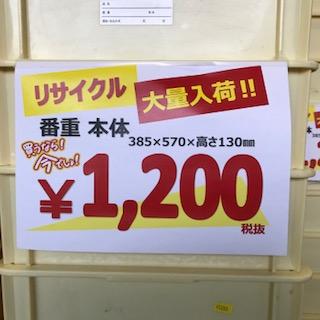 リサイクル
大量入荷!!
番重 本体
385×570×高さ130㎜
買うなら!
今でしょ!
¥1,200
税抜